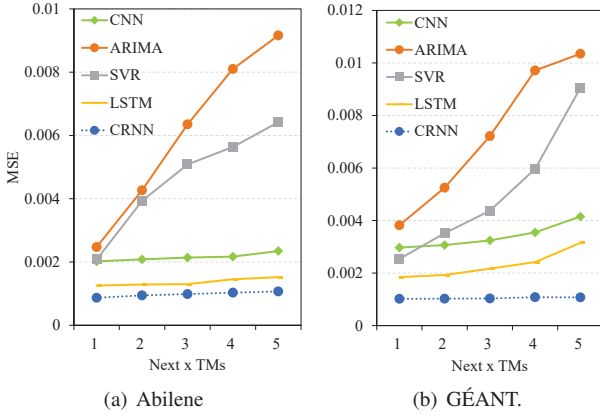 0.01
0.008
0.006
0.004
0.002
0
MSE
CNN
ARIMA
SVR
LSTM
CRNN
1 2 3 4 5
Next x TMs
(a) Abilene
0.012
0.01
0.008
0.006
0.004
0.002
0
CNN
ARIMA
SVR
LSTM
CRNN
1 2 3 4 5
Next x TMs
(b) GÉANT.